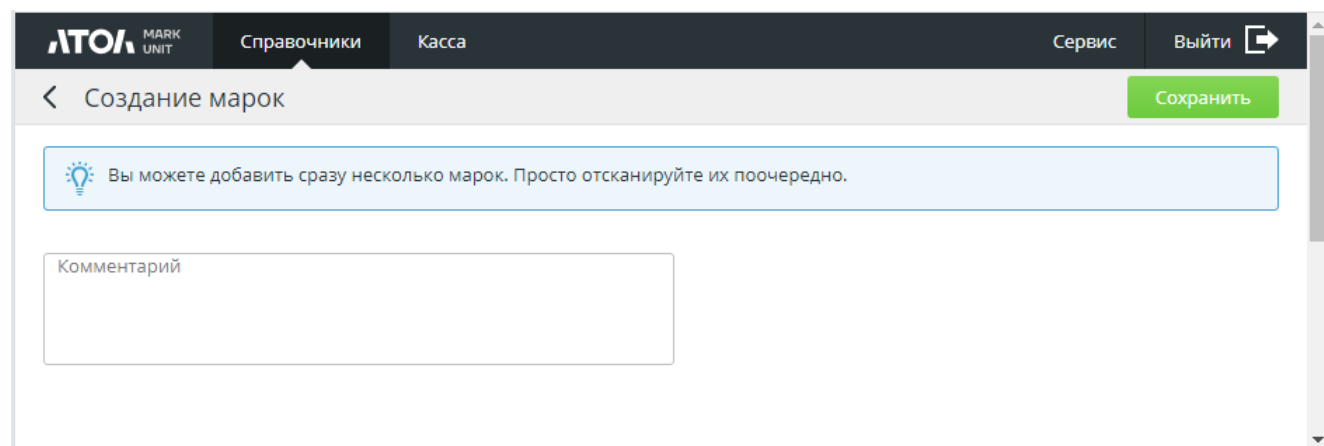 АТОЛ MARK UNIT Справочники Касса Сервис Выйти
Создание марок Сохранить
Вы можете добавить сразу несколько марок. Просто отсканируйте их поочередно.
Комментарий